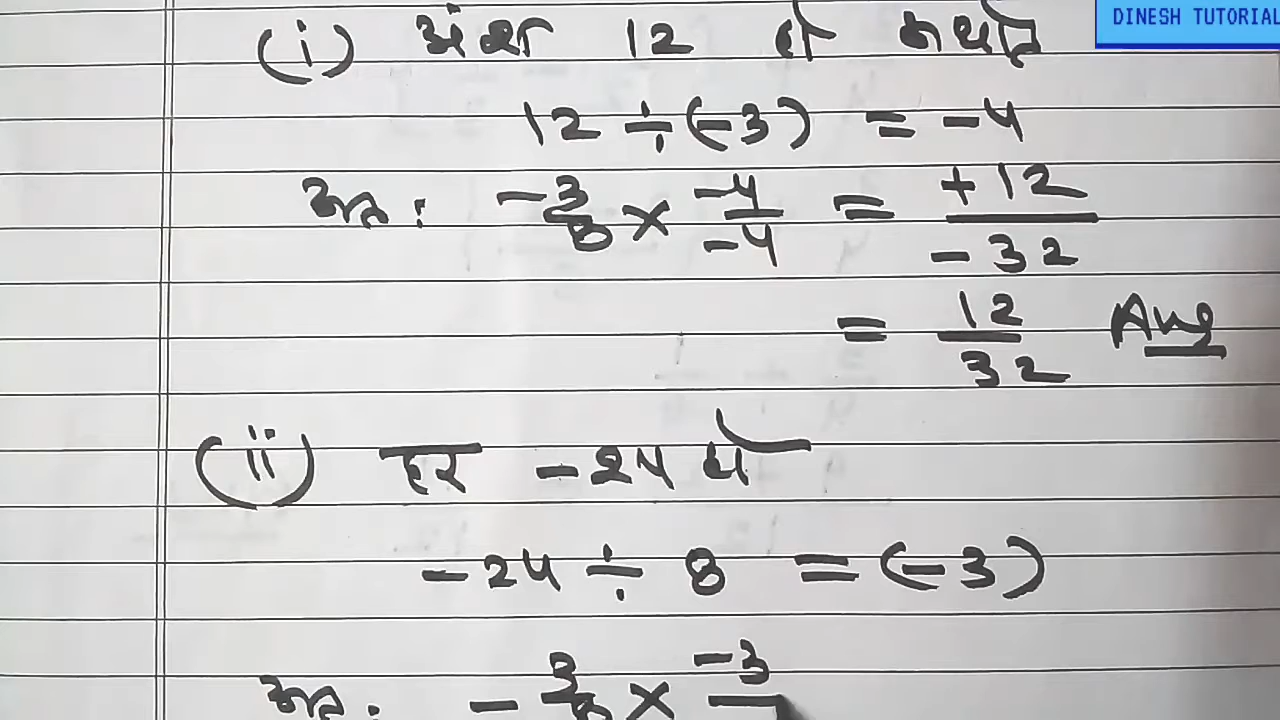 DINESH TUTORIAL
(i) अंश 12 हो अर्थात
12 ÷ (-3) = -4
अत: -3/8 × -4/-4 = +12/-32
= 12/32 Ans
(ii) हर -24 हो
-24 ÷ 8 = (-3)
अत: -3/8 × -3/